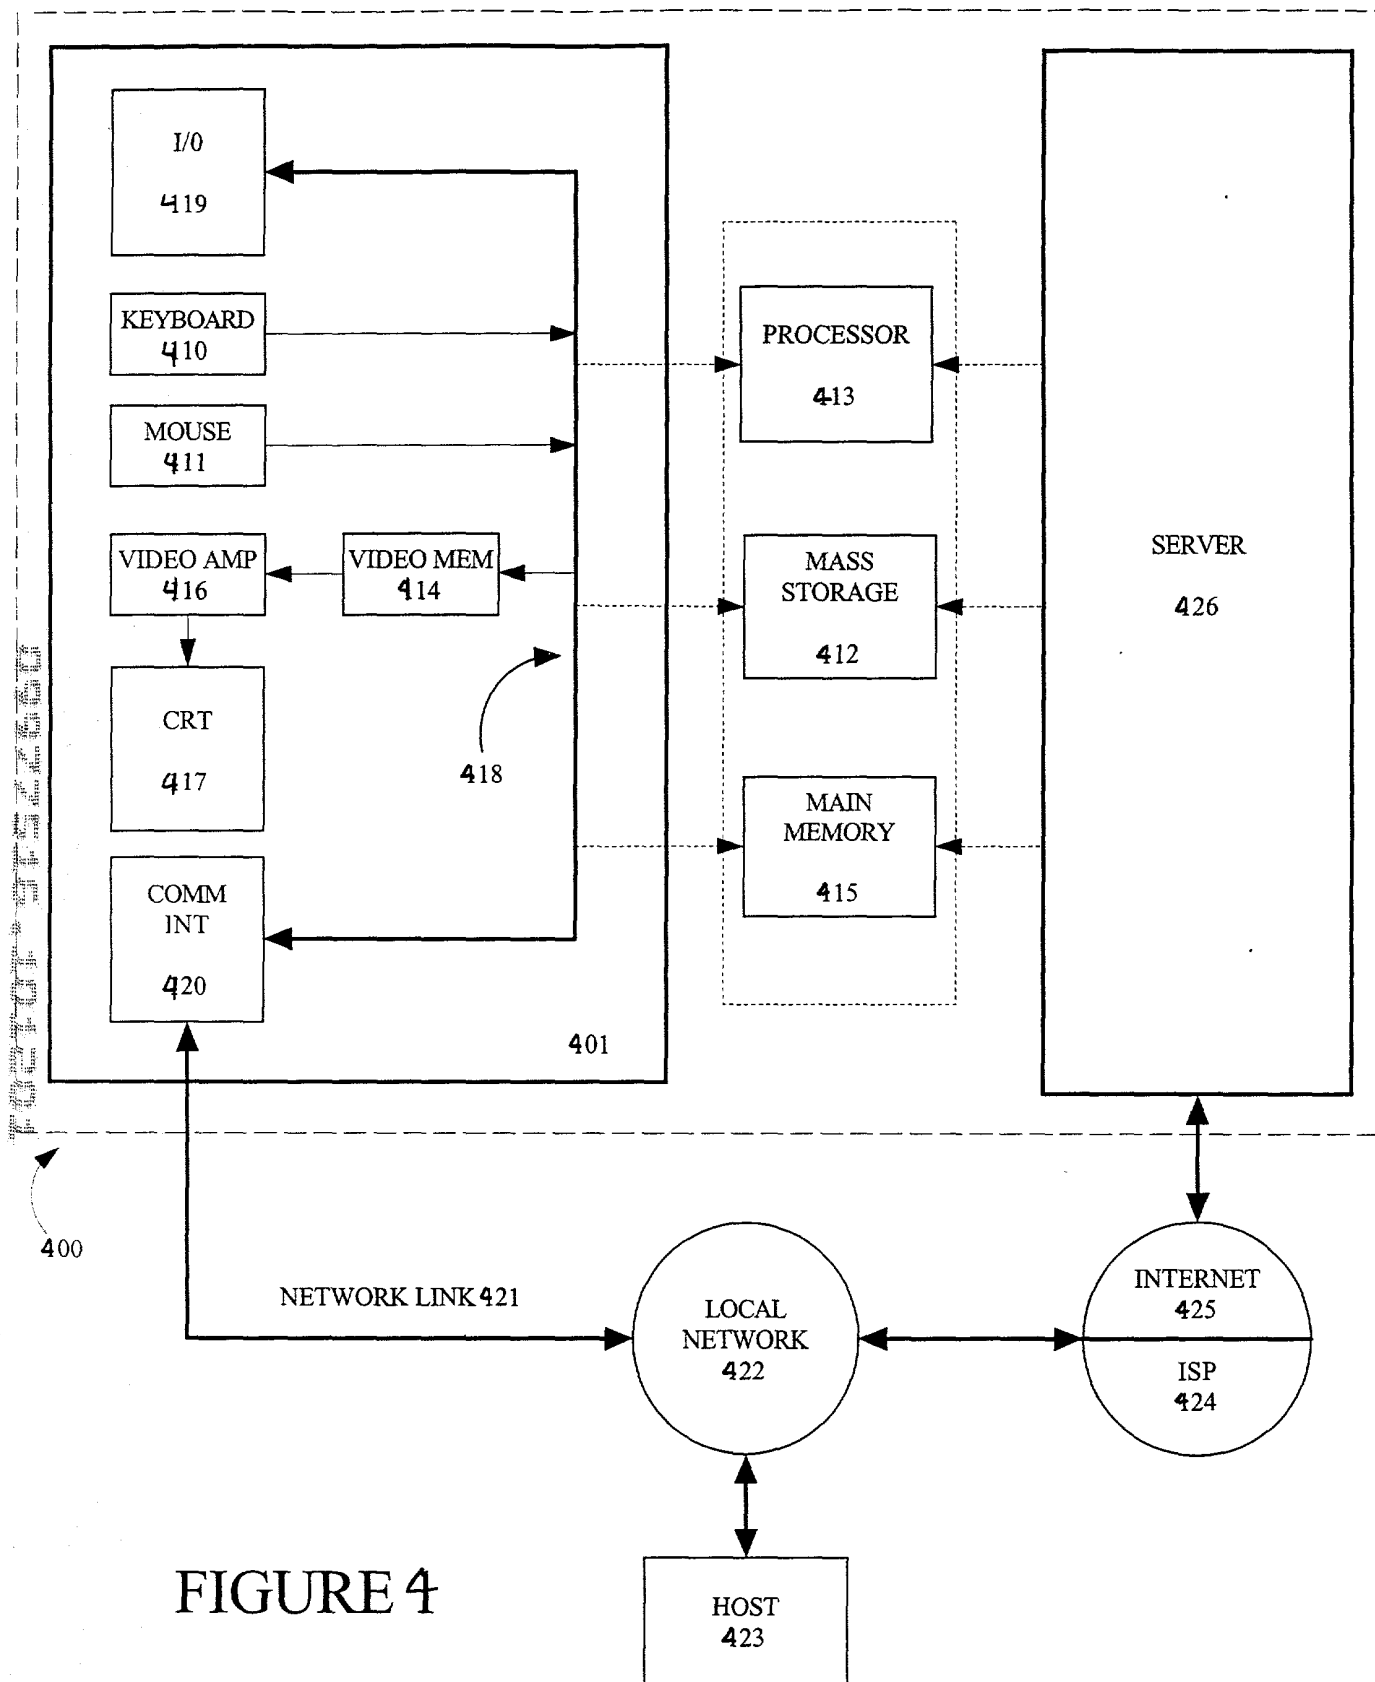 I/0
419
KEYBOARD
410
MOUSE
411
VIDEO AMP
416
VIDEO MEM
414
CRT
417
418
COMM
INT
420
401
PROCESSOR
413
MASS
STORAGE
412
MAIN
MEMORY
415
SERVER
426
400
NETWORK LINK 421
LOCAL
NETWORK
422
INTERNET
425
ISP
424
HOST
423
FIGURE 4